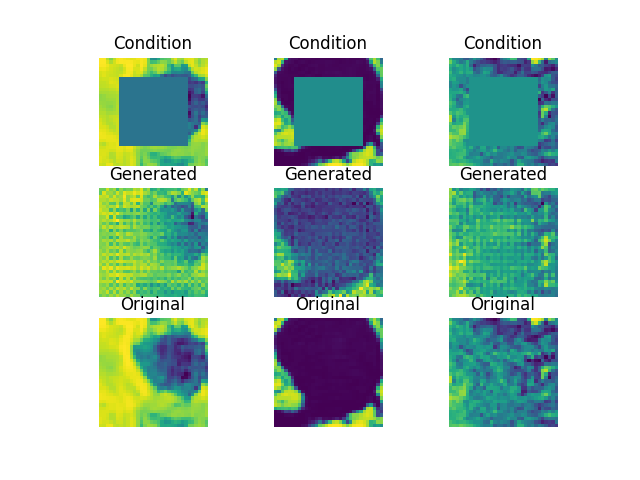 Condition Condition Condition
Generated Generated Generated
Original Original Original